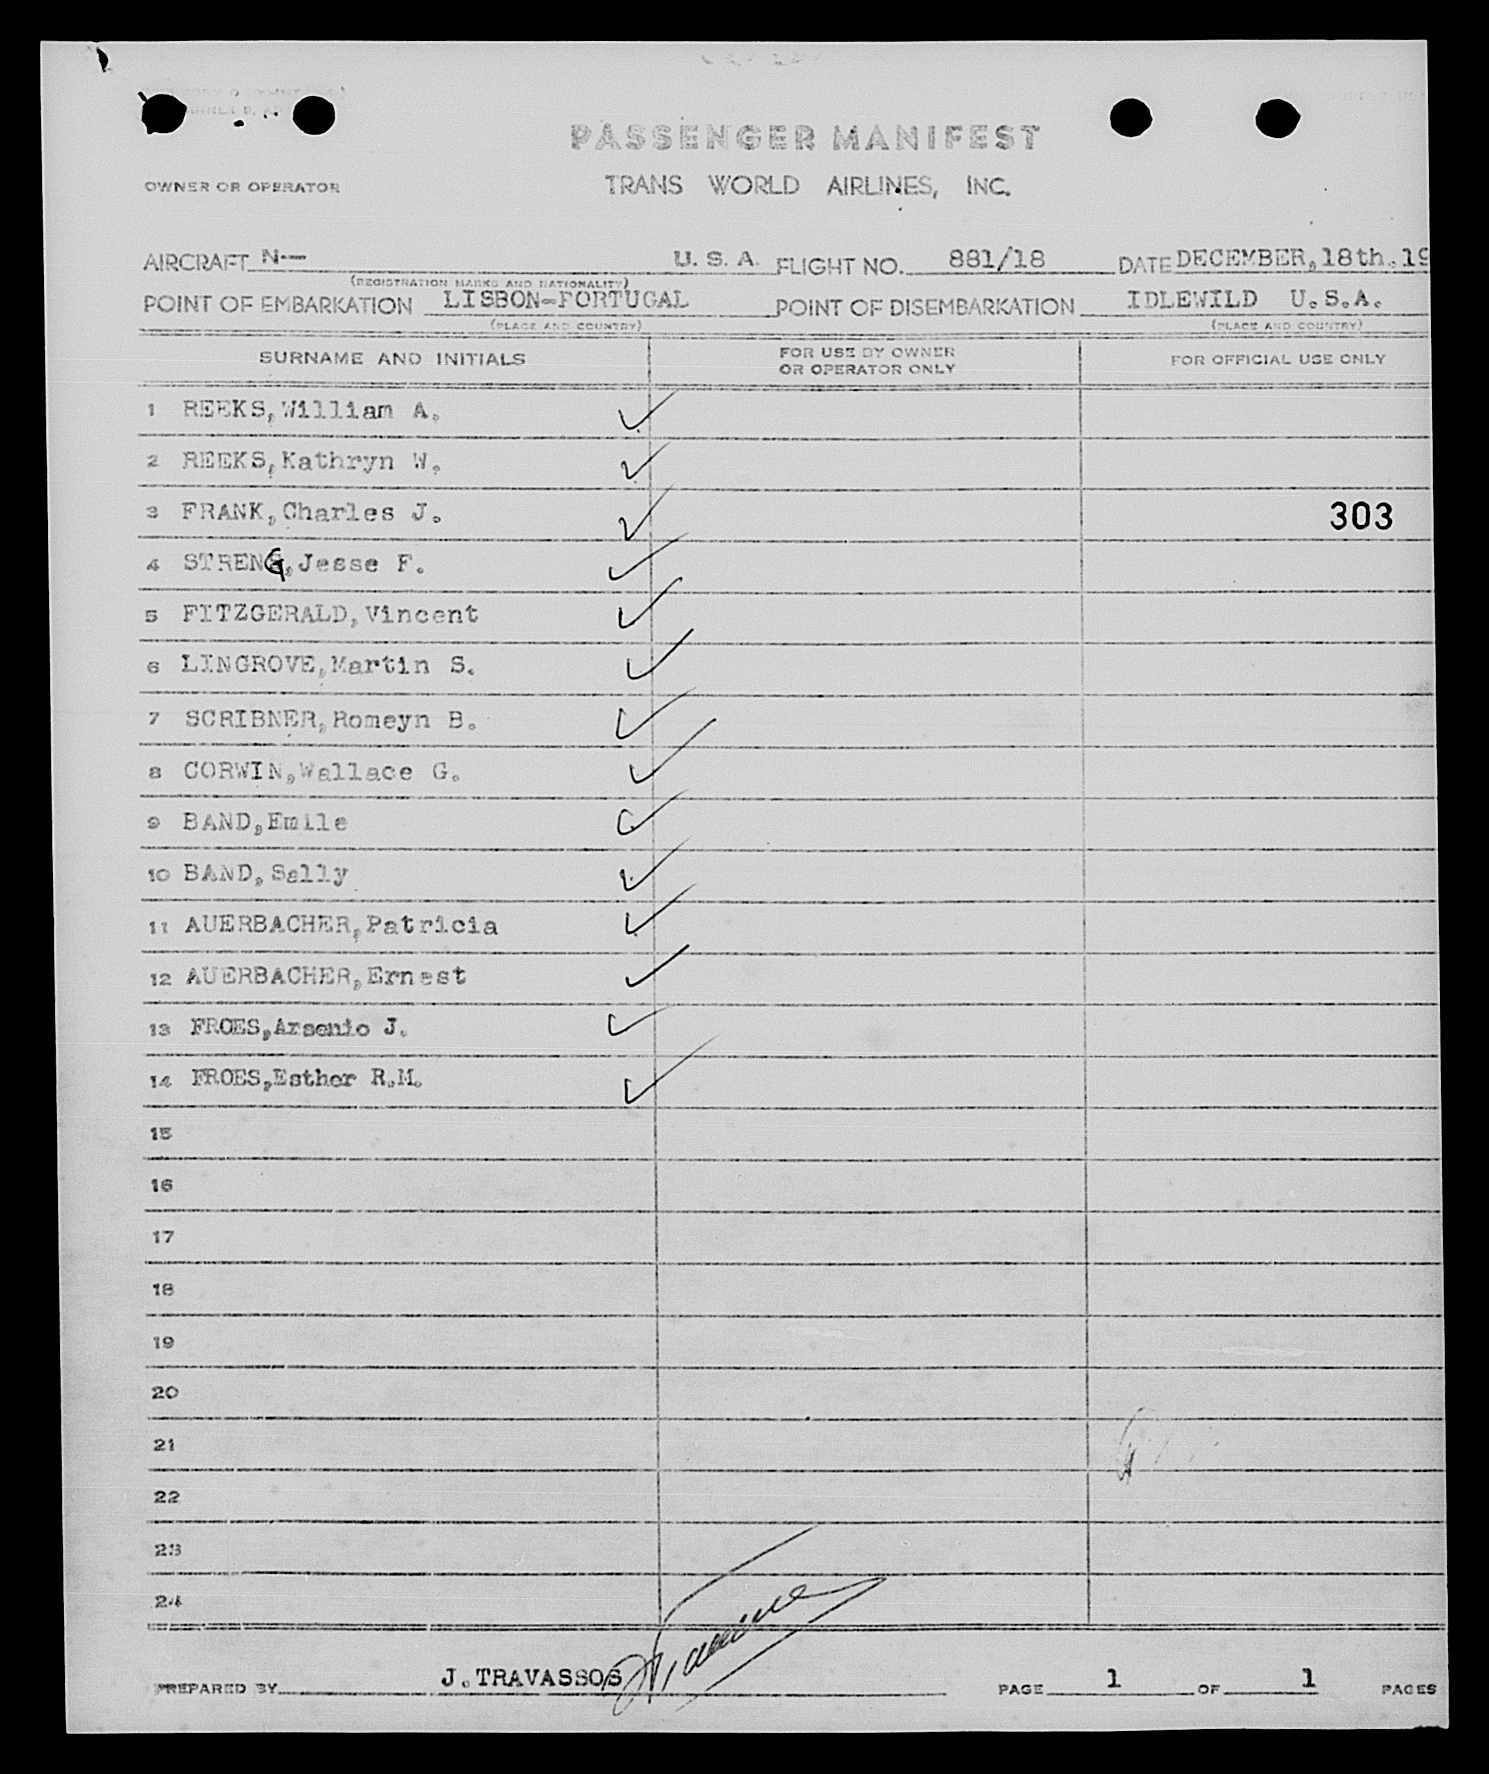 PASSENGER MANIFEST
OWNER OR OPERATOR TRANS WORLD AIRLINES, INC.
AIRCRAFT N-- U. S. A. FLIGHT NO. 881/18 DATE DECEMBER, 18th. 19
(REGISTRATION MARKS AND NATIONALITY)
POINT OF EMBARKATION LISBON-PORTUGAL POINT OF DISEMBARKATION IDLEWILD U.S.A.
(PLACE AND COUNTRY) (PLACE AND COUNTRY)
SURNAME AND INITIALS FOR USE BY OWNER OR OPERATOR ONLY FOR OFFICIAL USE ONLY
1 REEKS, William A.
2 REEKS, Kathryn W.
3 FRANK, Charles J. 303
4 STRENG, Jesse F.
5 FITZGERALD, Vincent
6 LINGROVE, Martin S.
7 SCRIBNER, Romeyn B.
8 CORWIN, Wallace G.
9 BAND, Emile
10 BAND, Sally
11 AUERBACHER, Patricia
12 AUERBACHER, Ernest
13 FROES, Arsenio J.
14 FROES, Esther R.M.
15
16
17
18
19
20
21
22
23
24
PREPARED BY J. TRAVASSOS PAGE 1 OF 1 PAGES